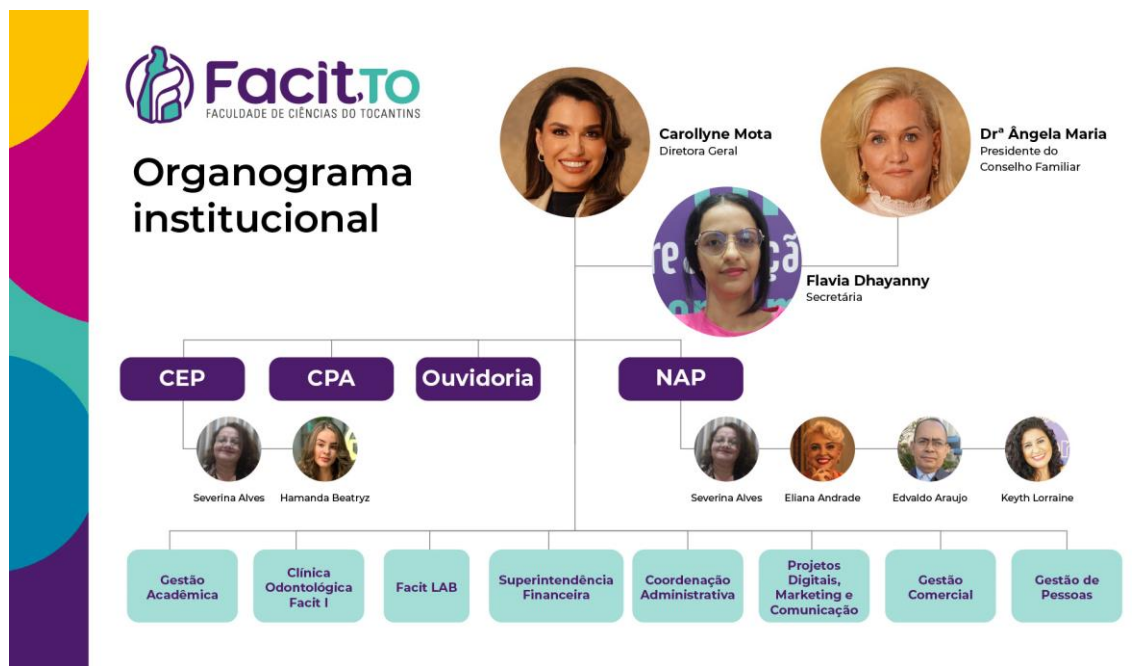 Facit.TO
FACULDADE DE CIÊNCIAS DO TOCANTINS
Organograma
institucional
Carollyne Mota
Diretora Geral
Drª Ângela Maria
Presidente do
Conselho Familiar
Flavia Dhayanny
Secretária
CEP
CPA
Ouvidoria
NAP
Severina Alves
Hamanda Beatryz
Severina Alves
Eliana Andrade
Edvaldo Araujo
Keyth Lorraine
Gestão
Acadêmica
Clínica
Odontológica
Facit I
Facit LAB
Superintendência
Financeira
Coordenação
Administrativa
Projetos
Digitais,
Marketing e
Comunicação
Gestão
Comercial
Gestão de
Pessoas